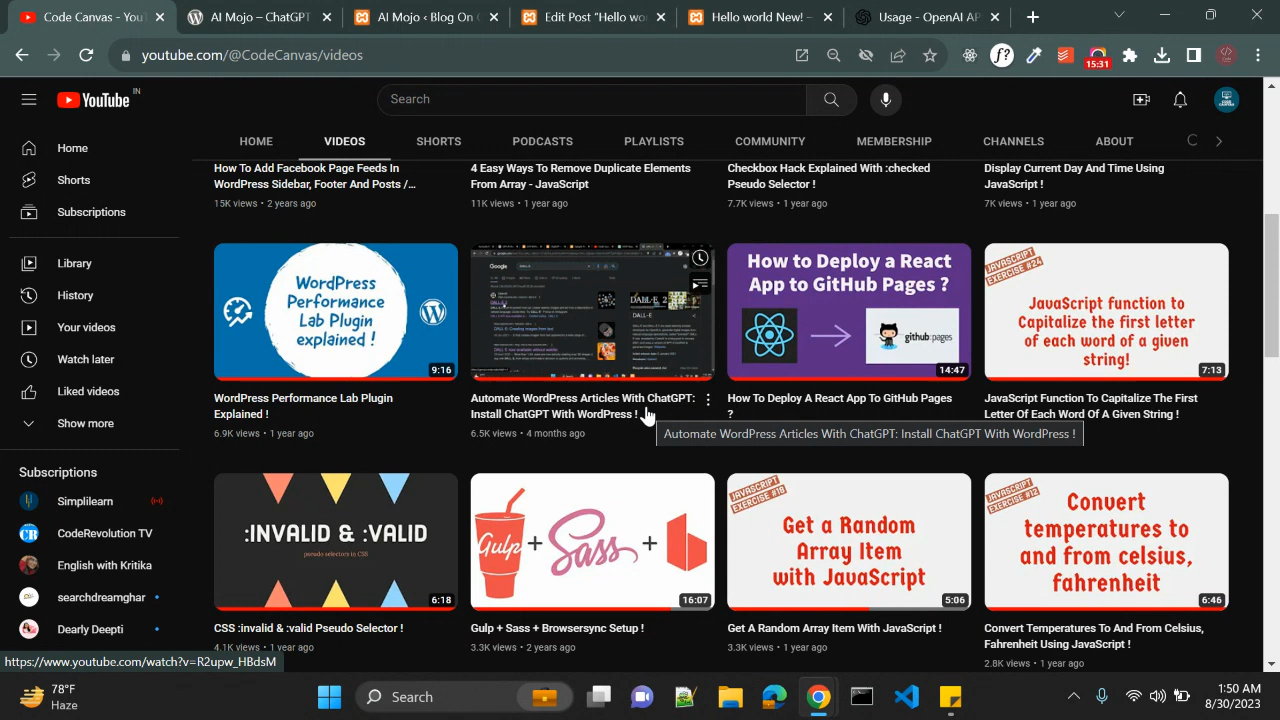 Code Canvas - YouTube
AI Mojo – ChatGPT
AI Mojo ‹ Blog On C
Edit Post "Hello wo
Hello world New! –
Usage - OpenAI AP
youtube.com/@CodeCanvas/videos
15:31
YouTube IN
Search
HOME
VIDEOS
SHORTS
PODCASTS
PLAYLISTS
COMMUNITY
MEMBERSHIP
CHANNELS
ABOUT
Home
Shorts
Subscriptions
Library
History
Your videos
Watch later
Liked videos
Show more
Subscriptions
Simplilearn
CodeRevolution TV
English with Kritika
searchdreamghar
Dearly Deepti
How To Add Facebook Page Feeds In
WordPress Sidebar, Footer And Posts /...
15K views • 2 years ago
4 Easy Ways To Remove Duplicate Elements
From Array - JavaScript
11K views • 1 year ago
Checkbox Hack Explained With :checked
Pseudo Selector !
7.7K views • 1 year ago
Display Current Day And Time Using
JavaScript !
7K views • 1 year ago
WordPress
Performance
Lab Plugin
explained !
9:16
WordPress Performance Lab Plugin
Explained !
6.9K views • 1 year ago
Google
DALL·E 2
DALL-E
Automate WordPress Articles With ChatGPT:
Install ChatGPT With WordPress !
6.5K views • 4 months ago
How to Deploy a React
App to GitHub Pages ?
github:pages
14:47
How To Deploy A React App To GitHub Pages
?
Automate WordPress Articles With ChatGPT: Install ChatGPT With WordPress !
JAVASCRIPT
EXERCISE #24
JavaScript function to
Capitalize the first letter
of each word of a given
string!
7:13
JavaScript Function To Capitalize The First
Letter Of Each Word Of A Given String !
:INVALID & :VALID
pseudo selectors in CSS
6:18
CSS :invalid & :valid Pseudo Selector !
4.1K views • 1 year ago
Gulp + Sass +
16:07
Gulp + Sass + Browsersync Setup !
3.3K views • 2 years ago
JAVASCRIPT
EXERCISE #18
Get a Random
Array Item
with JavaScript
5:06
Get A Random Array Item With JavaScript !
3.3K views • 1 year ago
JAVASCRIPT
EXERCISE #12
Convert
temperatures to
and from celsius,
fahrenheit
6:46
Convert Temperatures To And From Celsius,
Fahrenheit Using JavaScript !
2.8K views • 1 year ago
https://www.youtube.com/watch?v=R2upw_HBdsM
78°F
Haze
Search
1:50 AM
8/30/2023